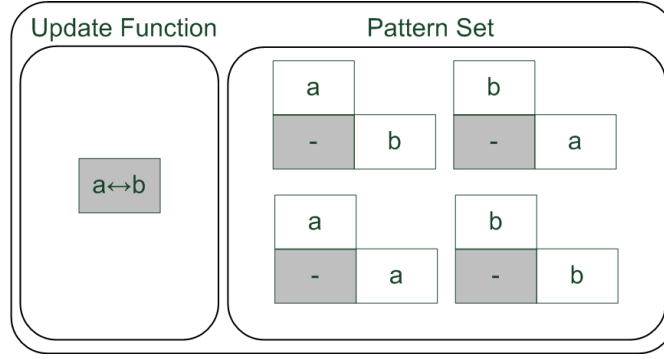 Update Function
Pattern Set
a b
- b - a
a↔b
a b
- a - b